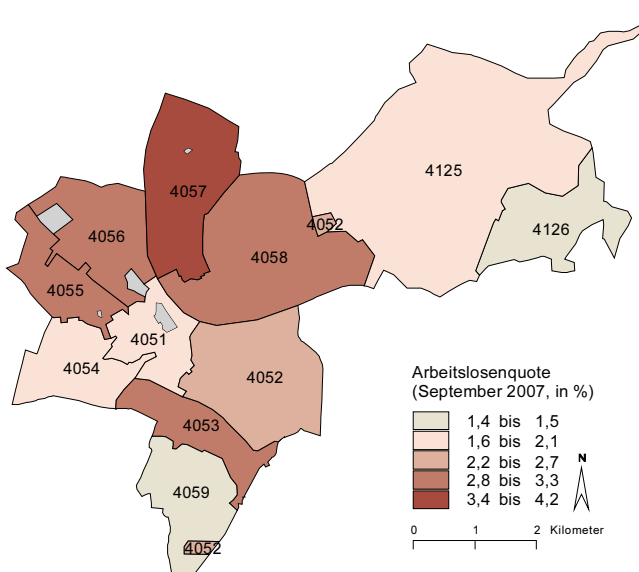 4125
4057
4052
4126
4056
4058
4055
4051
4054
4052
4053
4059
4052
Arbeitslosenquote
(September 2007, in %)
1,4 bis 1,5
1,6 bis 2,1
2,2 bis 2,7
2,8 bis 3,3
3,4 bis 4,2
N
0 1 2 Kilometer